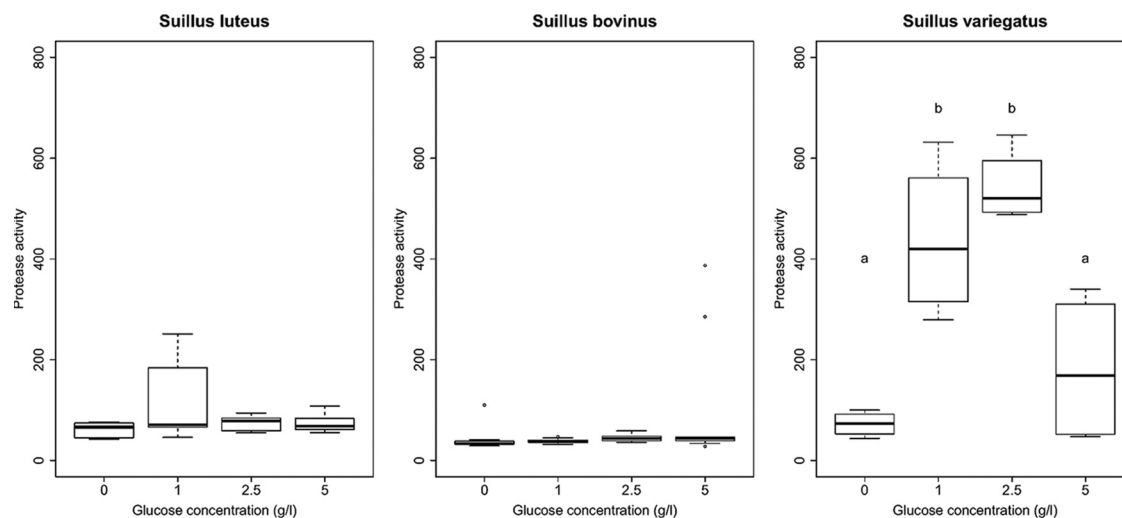 Suillus luteus
Protease activity
800
600
400
200
0
0 1 2.5 5
Glucose concentration (g/l)
Suillus bovinus
Protease activity
800
600
400
200
0
0 1 2.5 5
Glucose concentration (g/l)
Suillus variegatus
Protease activity
800
600
400
200
0
b b
a a
0 1 2.5 5
Glucose concentration (g/l)